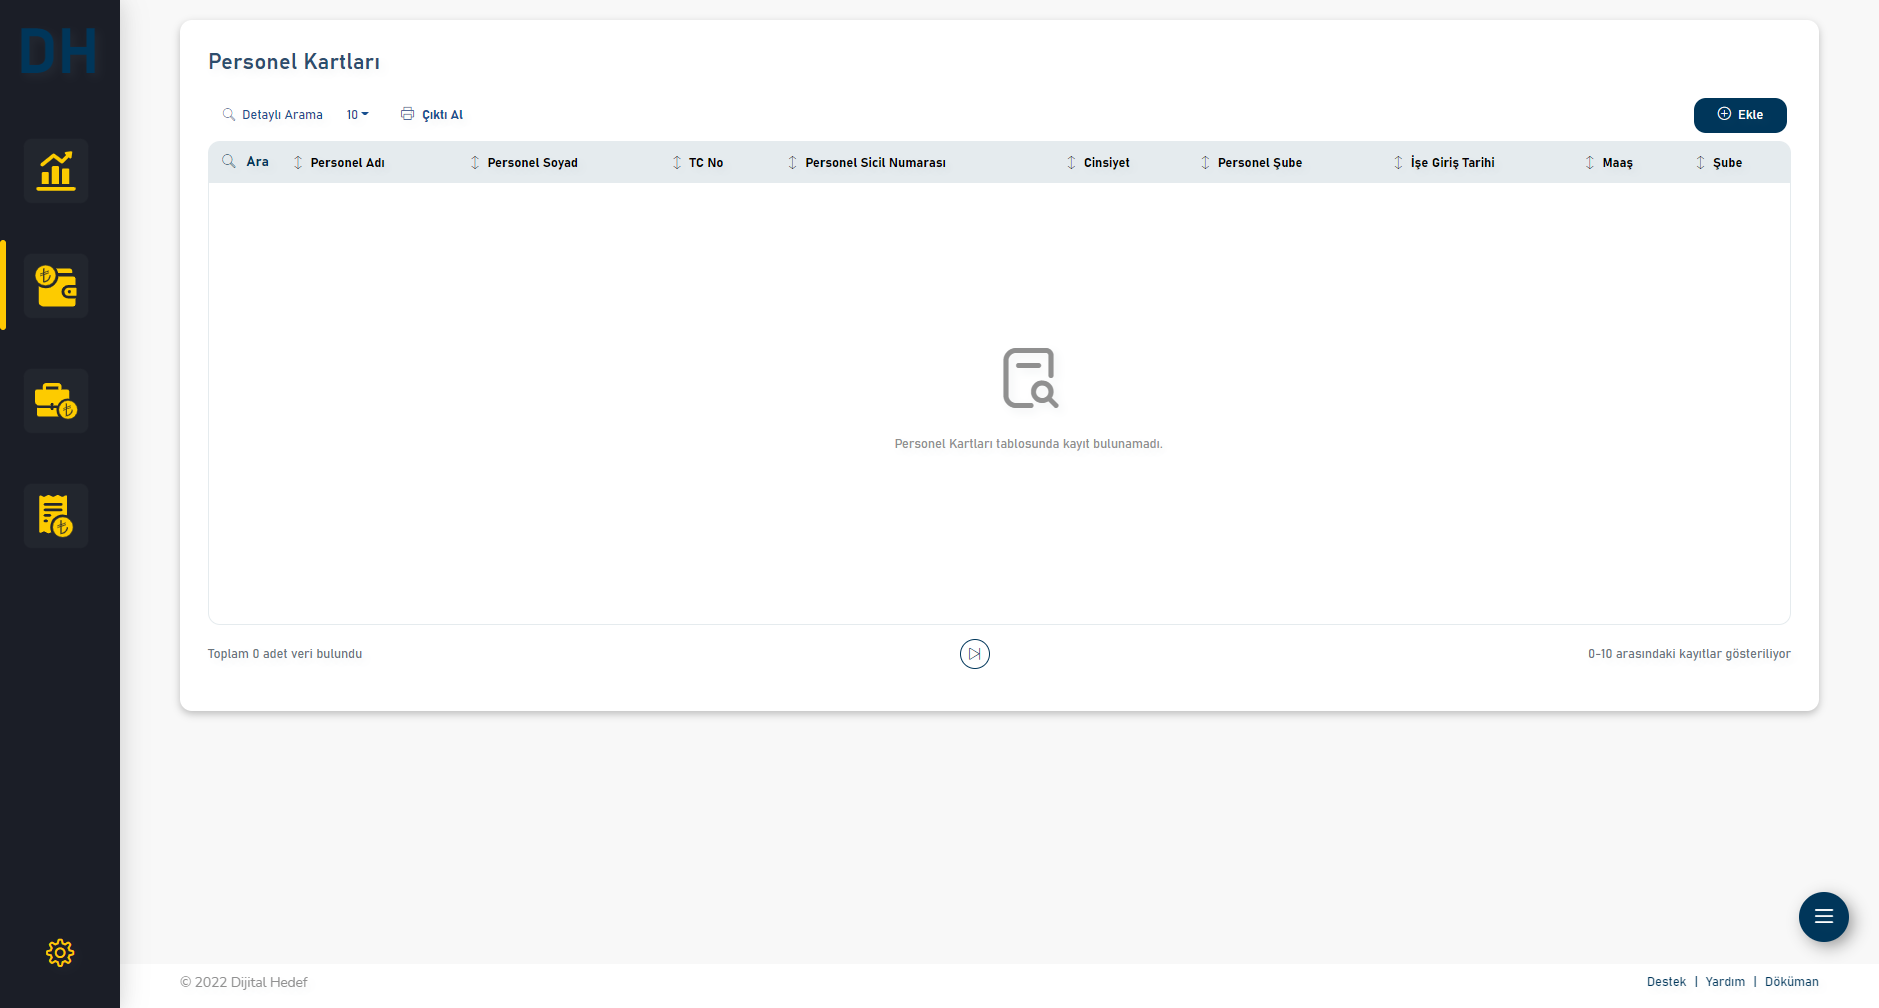 DH
Personel Kartları
Detaylı Arama 10 Çıktı Al Ekle
Ara Personel Adı Personel Soyad TC No Personel Sicil Numarası Cinsiyet Personel Şube İşe Giriş Tarihi Maaş Şube
Personel Kartları tablosunda kayıt bulunamadı.
Toplam 0 adet veri bulundu 0-10 arasındaki kayıtlar gösteriliyor
© 2022 Dijital Hedef Destek | Yardım | Döküman